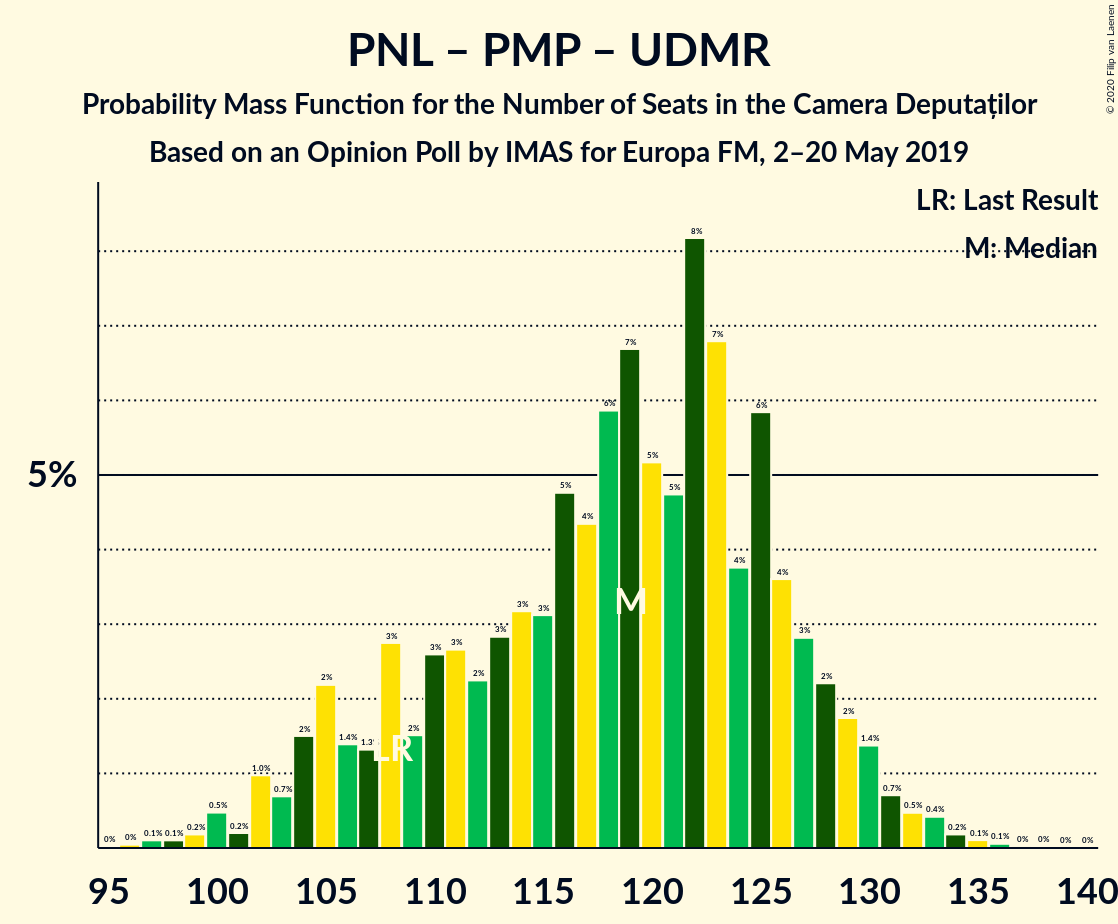 PNL – PMP – UDMR
Probability Mass Function for the Number of Seats in the Camera Deputaților
Based on an Opinion Poll by IMAS for Europa FM, 2–20 May 2019
© 2020 Filip van Laenen
LR: Last Result
M: Median
5%
0% 0% 0.1% 0.1% 0.2% 0.5% 0.2% 1.0% 0.7% 2% 2% 1.4% 1.3% 3% 2% 3% 3% 2% 3% 3% 3% 5% 4% 6% 7% 5% 5% 8% 7% 4% 6% 4% 3% 2% 2% 1.4% 0.7% 0.5% 0.4% 0.2% 0.1% 0.1% 0% 0% 0% 0%
M
LR
95 100 105 110 115 120 125 130 135 140